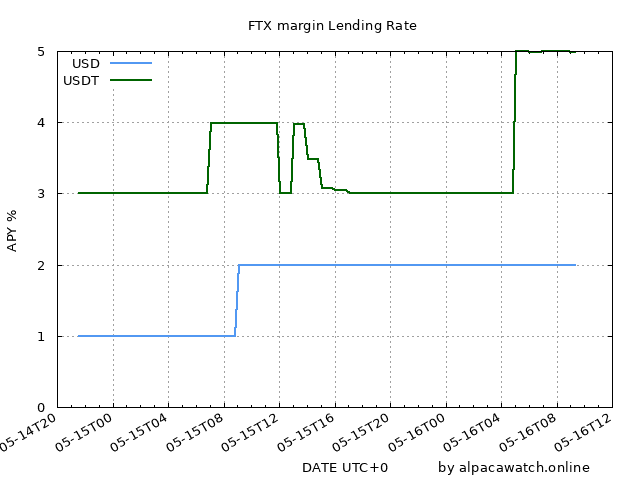 FTX margin Lending Rate
USD
USDT
5
4
3
2
1
0
APY %
05-14T20
05-15T00
05-15T04
05-15T08
05-15T12
05-15T16
05-15T20
05-16T00
05-16T04
05-16T08
05-16T12
DATE UTC+0
by alpacawatch.online